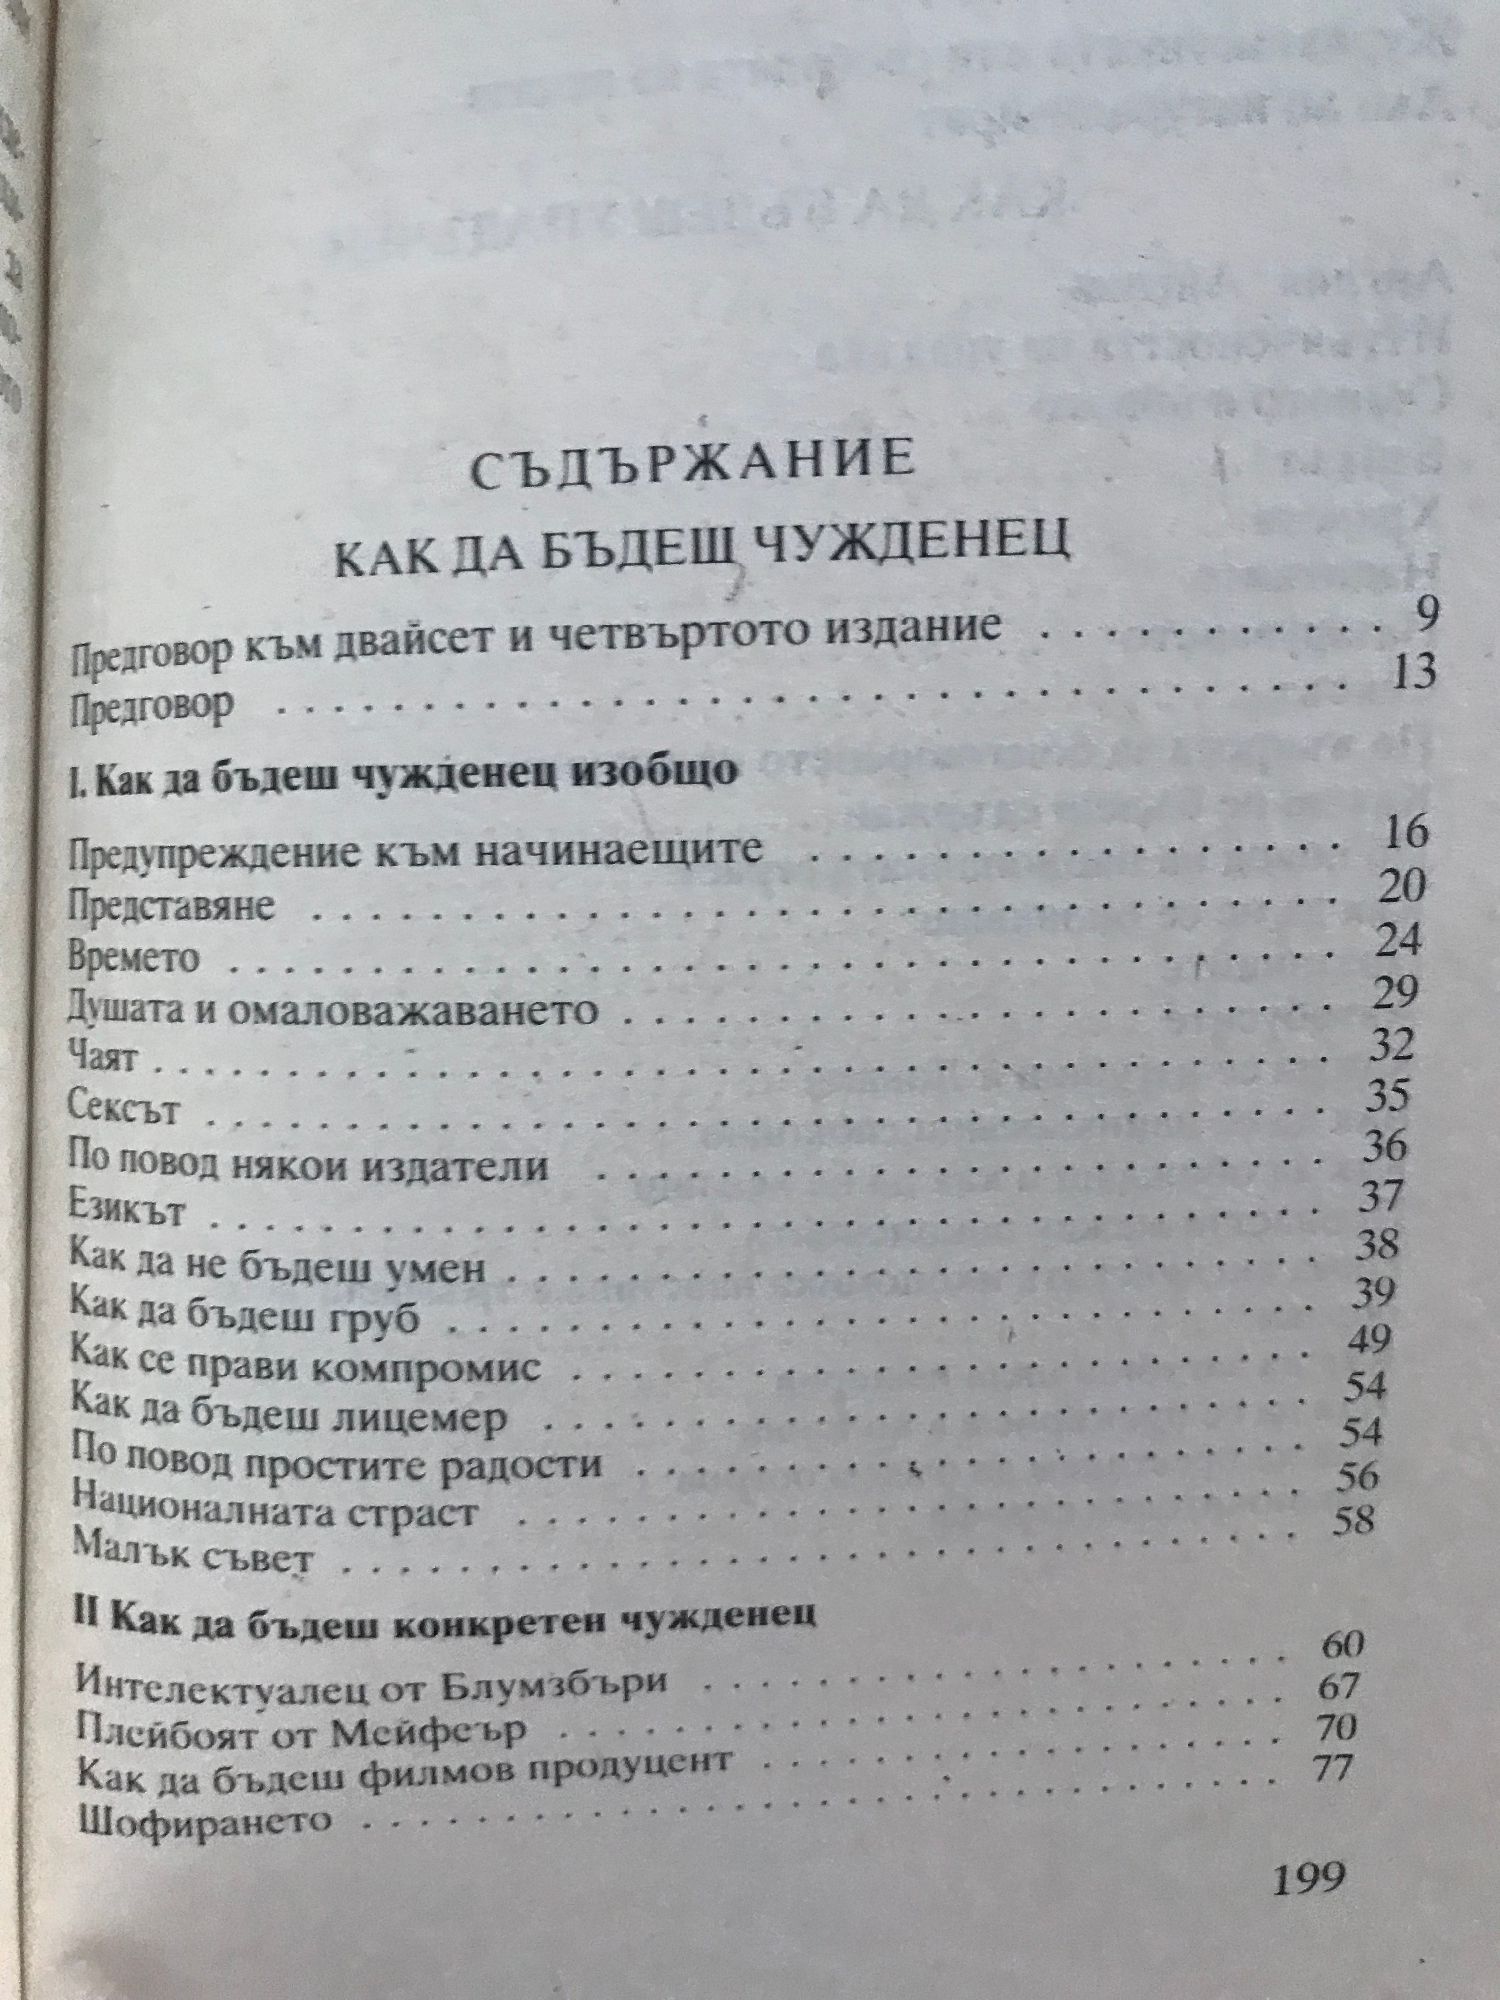 СЪДЪРЖАНИЕ
КАК ДА БЪДЕШ ЧУЖДЕНЕЦ
Предговор към двайсет и четвъртото издание . . . . . . . . . . . . 9
Предговор . . . . . . . . . . . . . . . . . . . . . . . . . . . . . . 13
I. Как да бъдеш чужденец изобщо
Предупреждение към начинаещите . . . . . . . . . . . . . . . . . . . 16
Представяне . . . . . . . . . . . . . . . . . . . . . . . . . . . . . 20
Времето . . . . . . . . . . . . . . . . . . . . . . . . . . . . . . . 24
Душата и омаловажаването . . . . . . . . . . . . . . . . . . . . . . . 29
Чаят . . . . . . . . . . . . . . . . . . . . . . . . . . . . . . . . . 32
Сексът . . . . . . . . . . . . . . . . . . . . . . . . . . . . . . . . 35
По повод някои издатели . . . . . . . . . . . . . . . . . . . . . . . 36
Езикът . . . . . . . . . . . . . . . . . . . . . . . . . . . . . . . . 37
Как да не бъдеш умен . . . . . . . . . . . . . . . . . . . . . . . . . 38
Как да бъдеш груб . . . . . . . . . . . . . . . . . . . . . . . . . . 39
Как се прави компромис . . . . . . . . . . . . . . . . . . . . . . . . 49
Как да бъдеш лицемер . . . . . . . . . . . . . . . . . . . . . . . . . 54
По повод простите радости . . . . . . . . . . . . . . . . . . . . . . 54
Националната страст . . . . . . . . . . . . . . . . . . . . . . . . . 56
Малък съвет . . . . . . . . . . . . . . . . . . . . . . . . . . . . . 58
II Как да бъдеш конкретен чужденец
Интелектуалец от Блумзбъри . . . . . . . . . . . . . . . . . . . . . . 60
Плейбоят от Мейфеър . . . . . . . . . . . . . . . . . . . . . . . . . 67
Как да бъдеш филмов продуцент . . . . . . . . . . . . . . . . . . . . 70
Шофирането . . . . . . . . . . . . . . . . . . . . . . . . . . . . . . 77
199